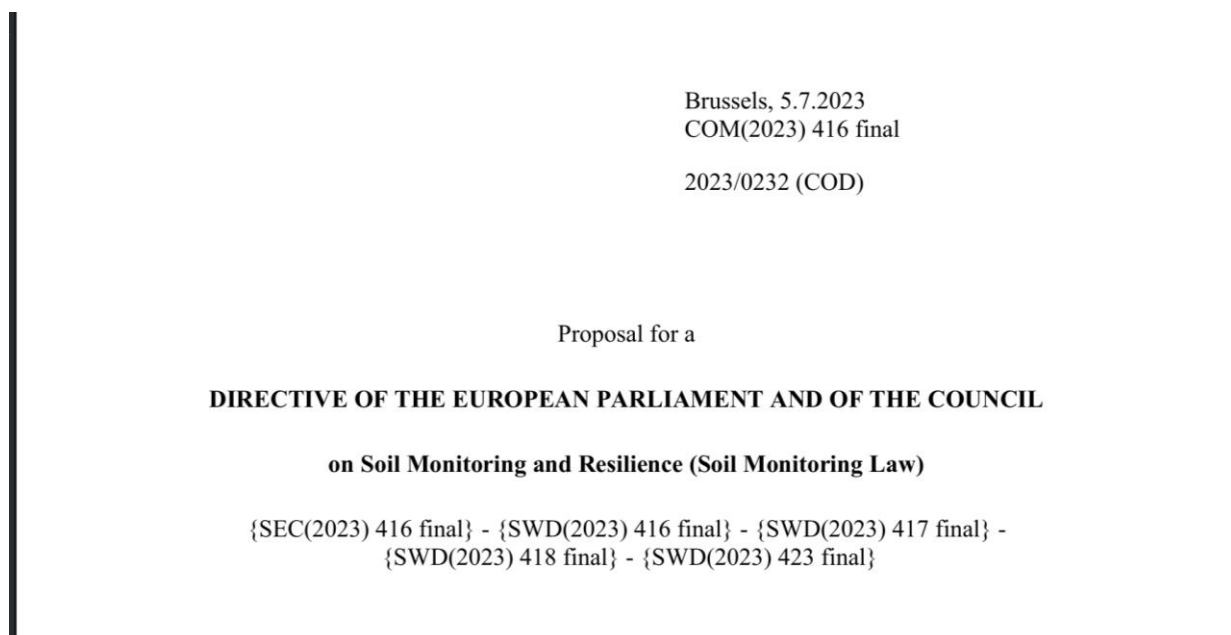 Brussels, 5.7.2023
COM(2023) 416 final
2023/0232 (COD)
Proposal for a
DIRECTIVE OF THE EUROPEAN PARLIAMENT AND OF THE COUNCIL
on Soil Monitoring and Resilience (Soil Monitoring Law)
{SEC(2023) 416 final} - {SWD(2023) 416 final} - {SWD(2023) 417 final} -
{SWD(2023) 418 final} - {SWD(2023) 423 final}